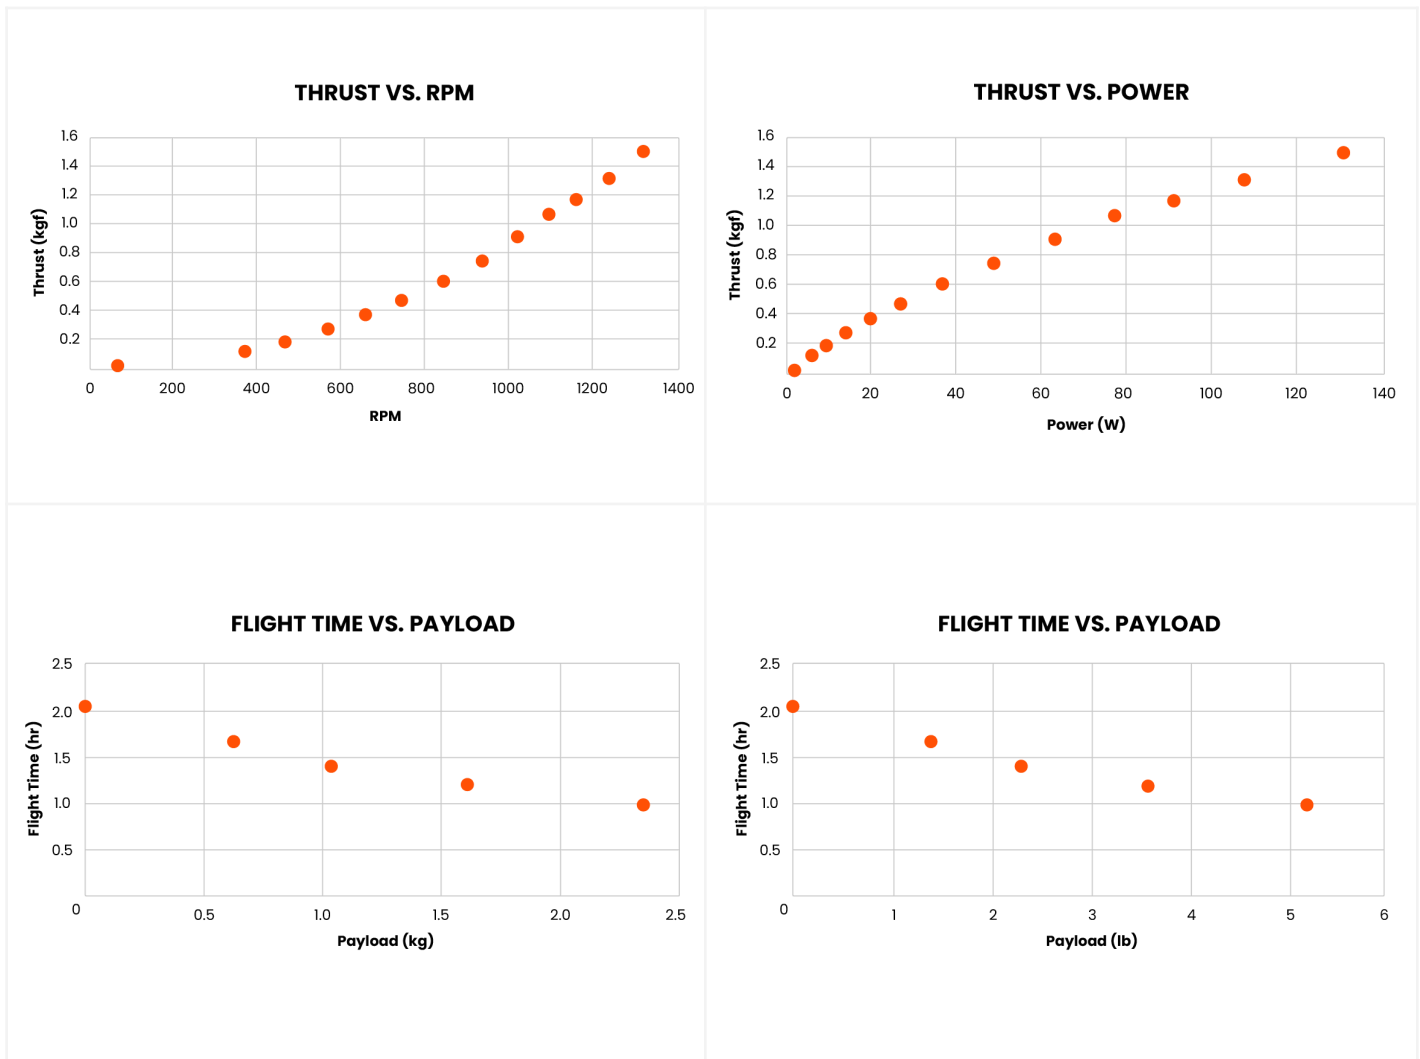 THRUST VS. RPM
1.6
1.4
1.2
1.0
0.8
0.6
0.4
0.2
Thrust (kgf)
0 200 400 600 800 1000 1200 1400
RPM
THRUST VS. POWER
1.6
1.4
1.2
1.0
0.8
0.6
0.4
0.2
Thrust (kgf)
0 20 40 60 80 100 120 140
Power (W)
FLIGHT TIME VS. PAYLOAD
2.5
2.0
1.5
1.0
0.5
Flight Time (hr)
0 0.5 1.0 1.5 2.0 2.5
Payload (kg)
FLIGHT TIME VS. PAYLOAD
2.5
2.0
1.5
1.0
0.5
Flight Time (hr)
0 1 2 3 4 5 6
Payload (lb)